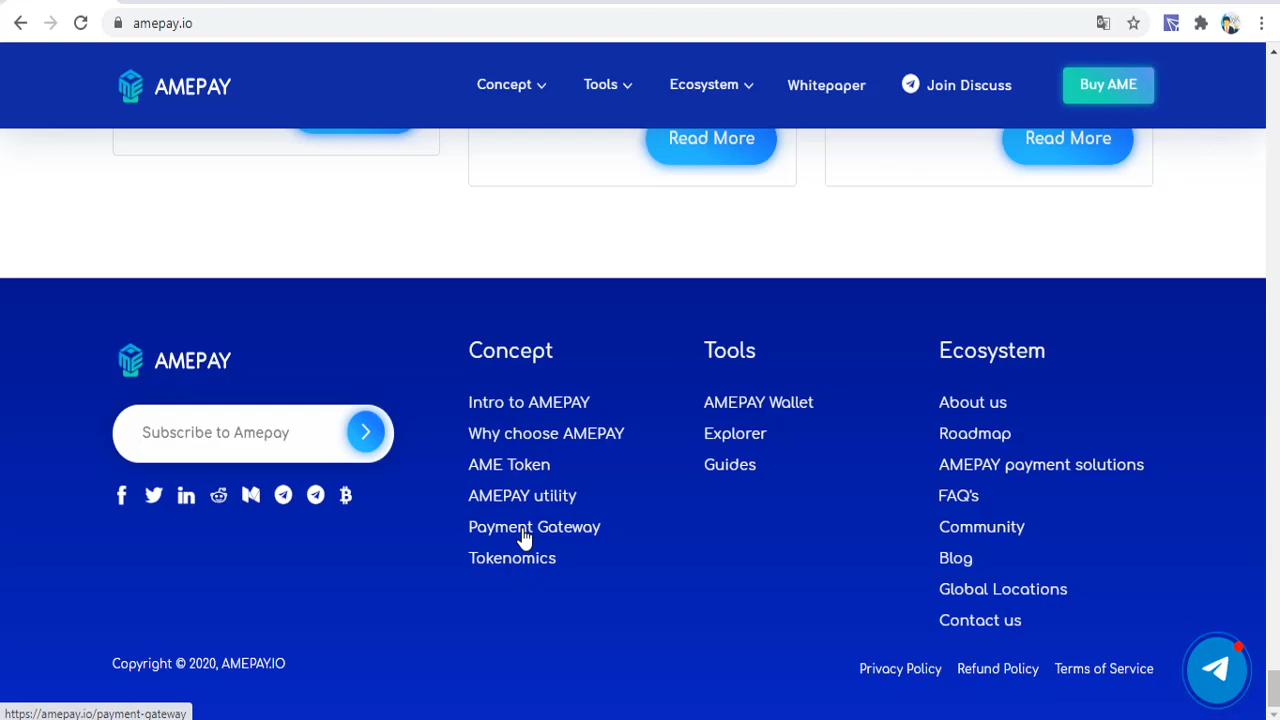 amepay.io
AMEPAY
Concept
Tools
Ecosystem
Whitepaper
Join Discuss
Buy AME
Read More
Read More
AMEPAY
Subscribe to Amepay
Concept
Intro to AMEPAY
Why choose AMEPAY
AME Token
AMEPAY utility
Payment Gateway
Tokenomics
Tools
AMEPAY Wallet
Explorer
Guides
Ecosystem
About us
Roadmap
AMEPAY payment solutions
FAQ's
Community
Blog
Global Locations
Contact us
Copyright © 2020, AMEPAY.IO
Privacy Policy
Refund Policy
Terms of Service
https://amepay.io/payment-gateway